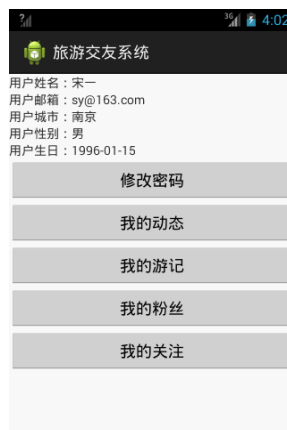 3G 4:02
旅游交友系统
用户姓名：宋一
用户邮箱：sy@163.com
用户城市：南京
用户性别：男
用户生日：1996-01-15
修改密码
我的动态
我的游记
我的粉丝
我的关注